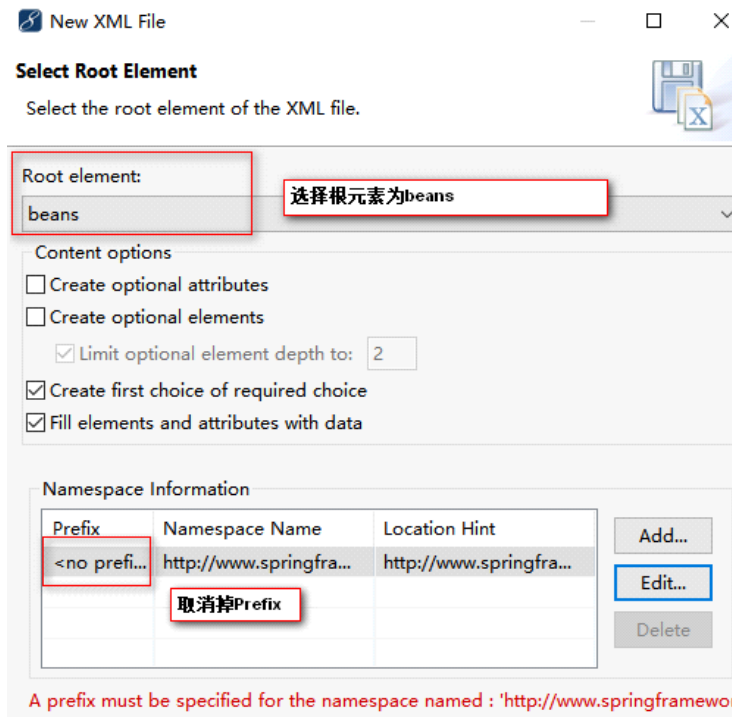 New XML File
Select Root Element
Select the root element of the XML file.
Root element:
选择根元素为beans
beans
Content options
Create optional attributes
Create optional elements
Limit optional element depth to: 2
Create first choice of required choice
Fill elements and attributes with data
Namespace Information
Prefix Namespace Name Location Hint
Add...
<no prefi... http://www.springfra... http://www.springfra...
Edit...
取消掉Prefix
Delete
A prefix must be specified for the namespace named : 'http://www.springframewor